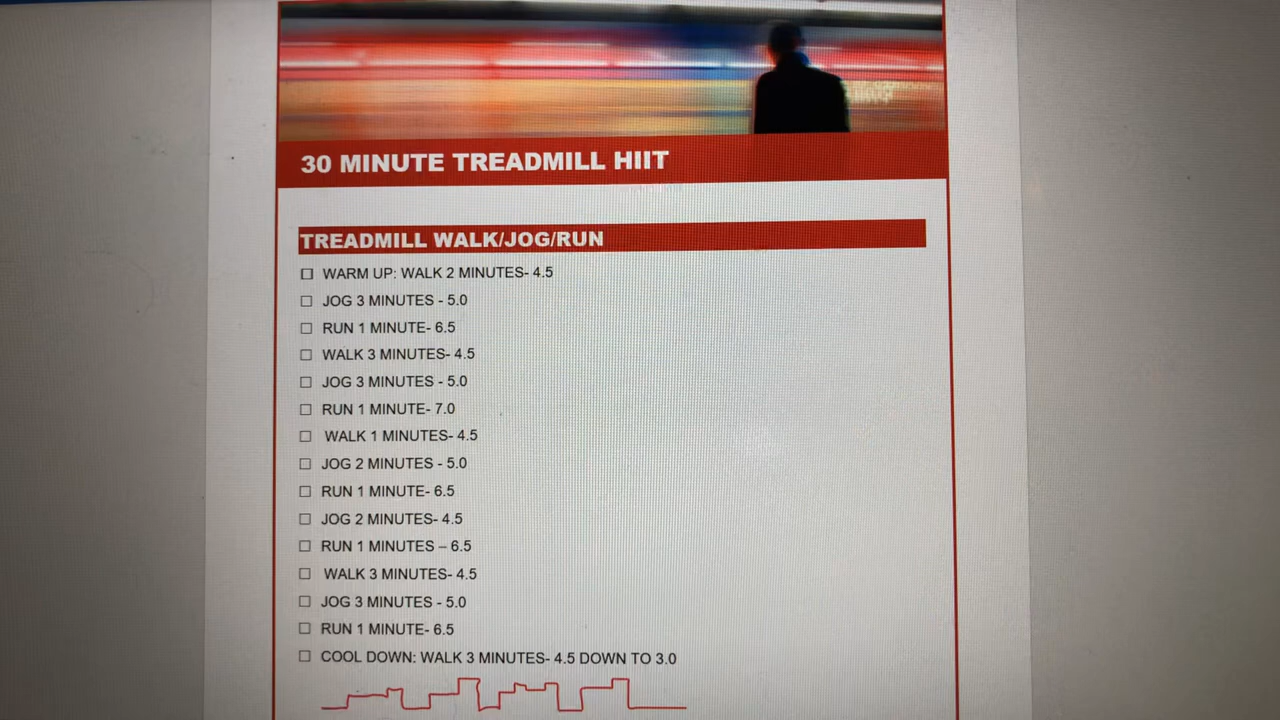 30 MINUTE TREADMILL HIIT
TREADMILL WALK/JOG/RUN
☐ WARM UP: WALK 2 MINUTES- 4.5
☐ JOG 3 MINUTES - 5.0
☐ RUN 1 MINUTE- 6.5
☐ WALK 3 MINUTES- 4.5
☐ JOG 3 MINUTES - 5.0
☐ RUN 1 MINUTE- 7.0
☐ WALK 1 MINUTES- 4.5
☐ JOG 2 MINUTES - 5.0
☐ RUN 1 MINUTE- 6.5
☐ JOG 2 MINUTES- 4.5
☐ RUN 1 MINUTES – 6.5
☐ WALK 3 MINUTES- 4.5
☐ JOG 3 MINUTES - 5.0
☐ RUN 1 MINUTE- 6.5
☐ COOL DOWN: WALK 3 MINUTES- 4.5 DOWN TO 3.0